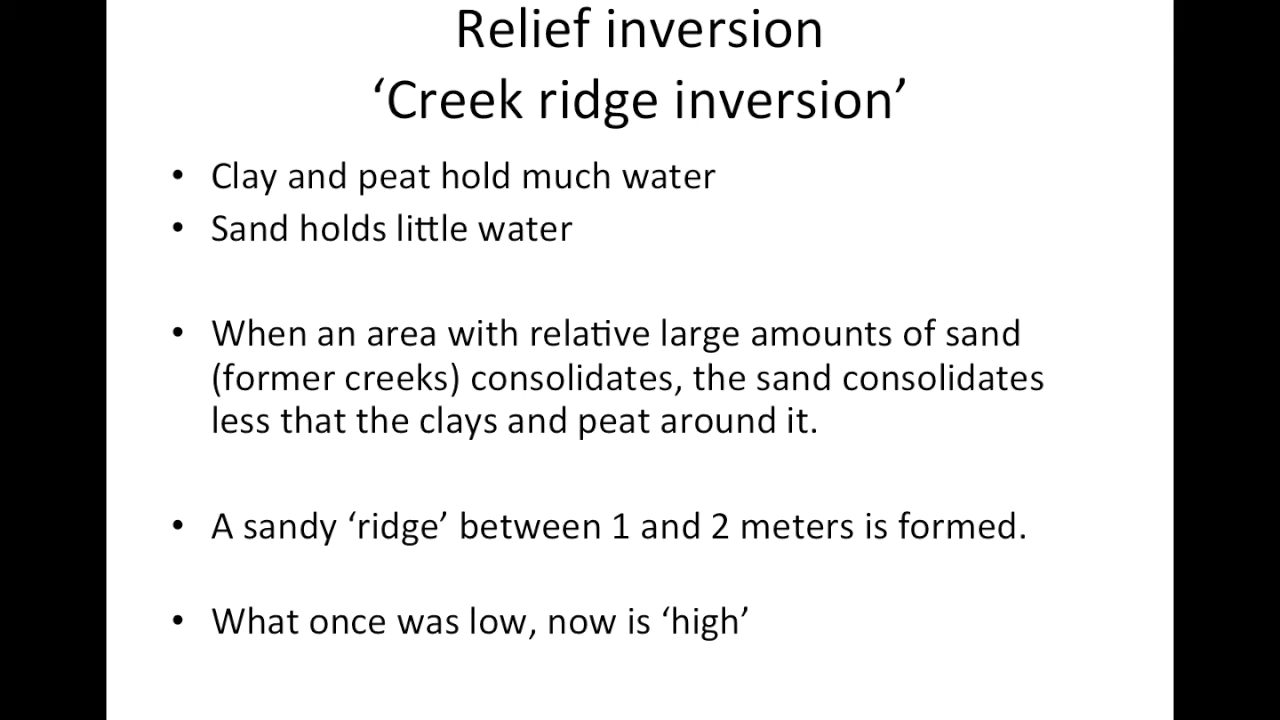 Relief inversion
‘Creek ridge inversion’
• Clay and peat hold much water
• Sand holds little water
• When an area with relative large amounts of sand
(former creeks) consolidates, the sand consolidates
less that the clays and peat around it.
• A sandy ‘ridge’ between 1 and 2 meters is formed.
• What once was low, now is ‘high’